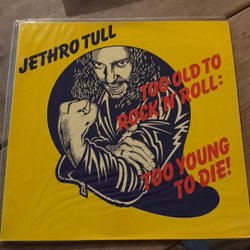 JETHRO TULL
TOO OLD TO
ROCK 'N' ROLL:
TOO YOUNG
TO DIE!